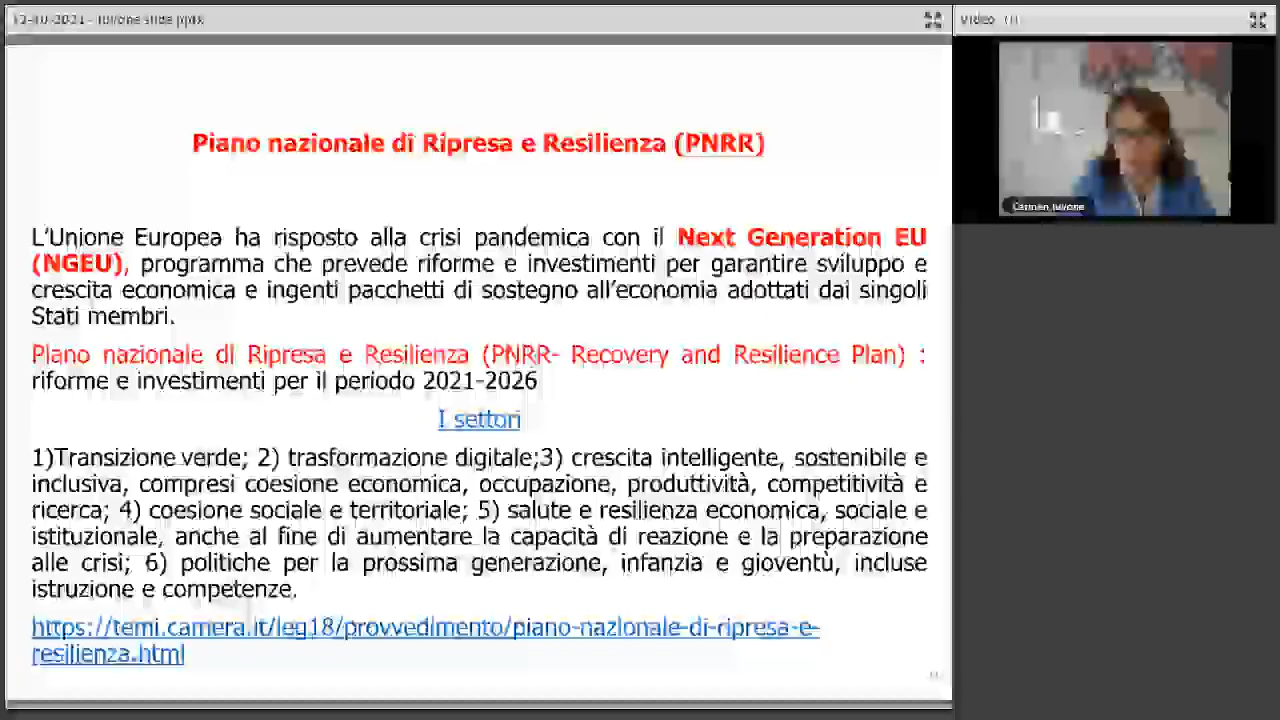 12-10-2021 - Iuvone slide.pptx
Video
Carmen Iuvone
Piano nazionale di Ripresa e Resilienza (PNRR)
L'Unione Europea ha risposto alla crisi pandemica con il Next Generation EU
(NGEU), programma che prevede riforme e investimenti per garantire sviluppo e
crescita economica e ingenti pacchetti di sostegno all'economia adottati dai singoli
Stati membri.
Piano nazionale di Ripresa e Resilienza (PNRR- Recovery and Resilience Plan) :
riforme e investimenti per il periodo 2021-2026
I settori
1)Transizione verde; 2) trasformazione digitale;3) crescita intelligente, sostenibile e
inclusiva, compresi coesione economica, occupazione, produttività, competitività e
ricerca; 4) coesione sociale e territoriale; 5) salute e resilienza economica, sociale e
istituzionale, anche al fine di aumentare la capacità di reazione e la preparazione
alle crisi; 6) politiche per la prossima generazione, infanzia e gioventù, incluse
istruzione e competenze.
https://temi.camera.it/leg18/provvedimento/piano-nazionale-di-ripresa-e-
resilienza.html